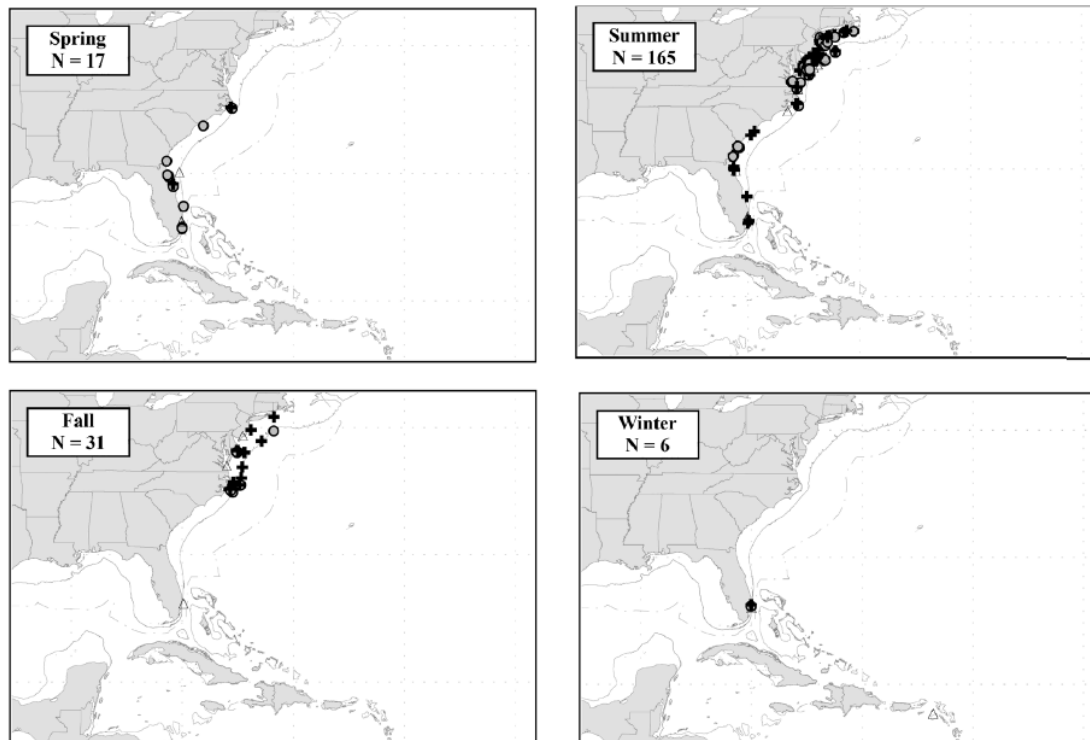 Spring
N = 17
Summer
N = 165
Fall
N = 31
Winter
N = 6